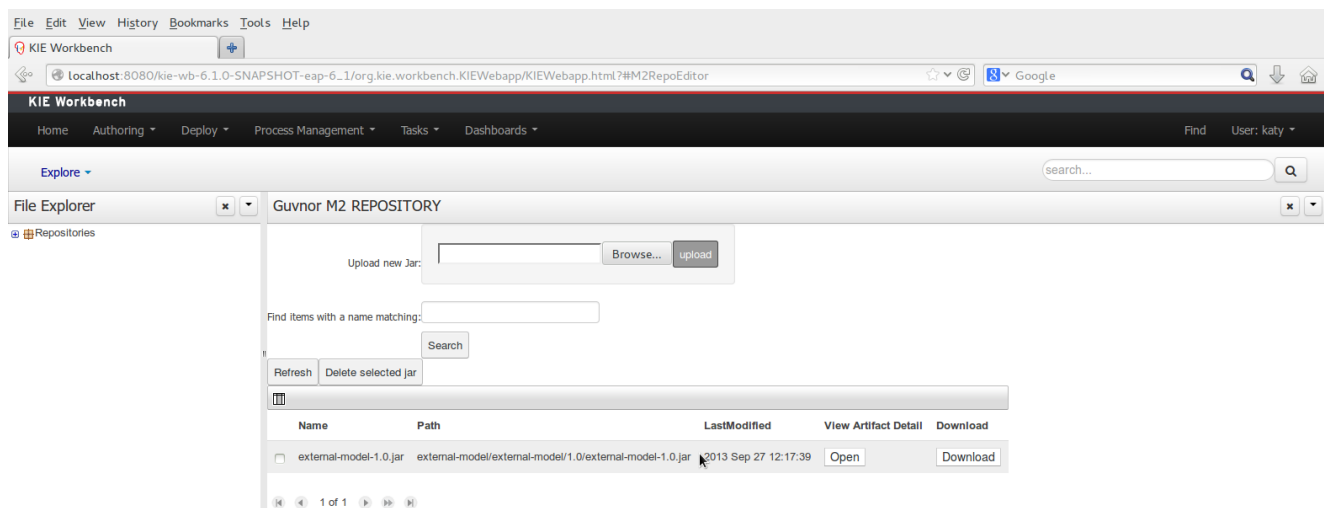 File Edit View History Bookmarks Tools Help
KIE Workbench
localhost:8080/kie-wb-6.1.0-SNAPSHOT-eap-6_1/org.kie.workbench.KIEWebapp/KIEWebapp.html?#M2RepoEditor Google
KIE Workbench
Home Authoring Deploy Process Management Tasks Dashboards Find User: katy
Explore search...
File Explorer Guvnor M2 REPOSITORY
Repositories
Upload new Jar: Browse... upload
Find items with a name matching:
Search
Refresh Delete selected jar
Name Path LastModified View Artifact Detail Download
external-model-1.0.jar external-model/external-model/1.0/external-model-1.0.jar 2013 Sep 27 12:17:39 Open Download
1 of 1